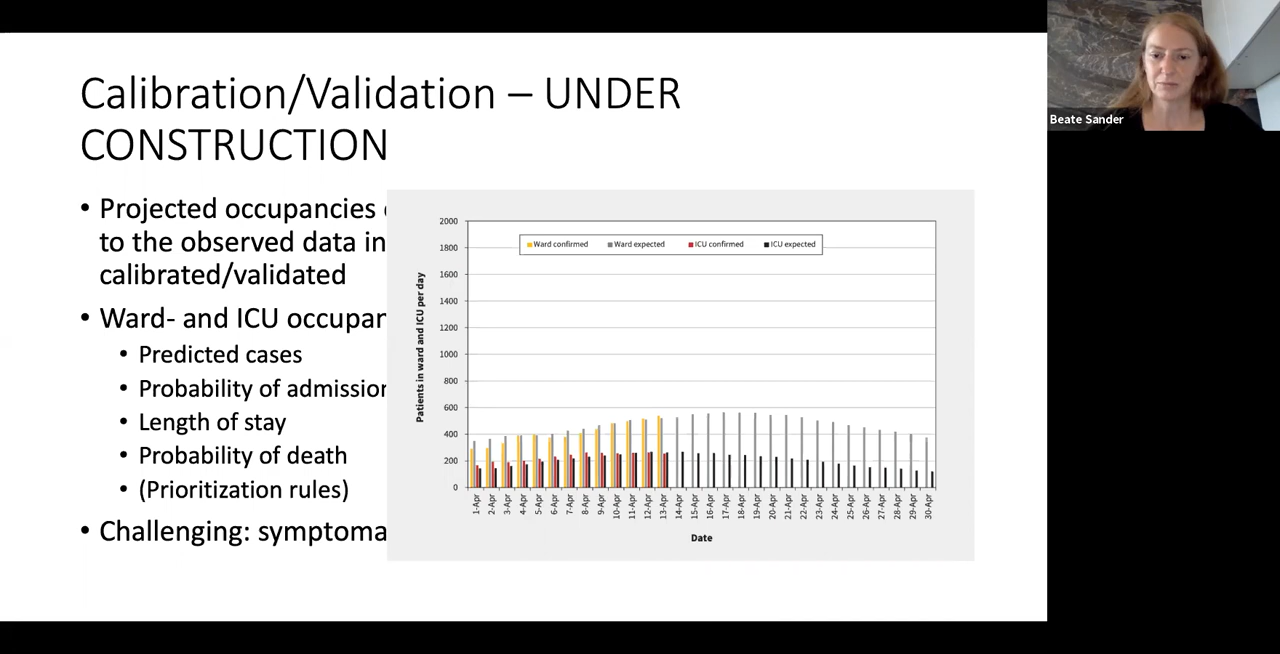 Calibration/Validation – UNDER
CONSTRUCTION
• Projected occupancies
to the observed data in
calibrated/validated
• Ward- and ICU occupan
• Predicted cases
• Probability of admission
• Length of stay
• Probability of death
• (Prioritization rules)
• Challenging: symptoma
Ward confirmed Ward expected ICU confirmed ICU expected
Patients in ward and ICU per day
2000
1800
1600
1400
1200
1000
800
600
400
200
0
1-Apr 2-Apr 3-Apr 4-Apr 5-Apr 6-Apr 7-Apr 8-Apr 9-Apr 10-Apr 11-Apr 12-Apr 13-Apr 14-Apr 15-Apr 16-Apr 17-Apr 18-Apr 19-Apr 20-Apr 21-Apr 22-Apr 23-Apr 24-Apr 25-Apr 26-Apr 27-Apr 28-Apr 29-Apr 30-Apr
Date
Beate Sander